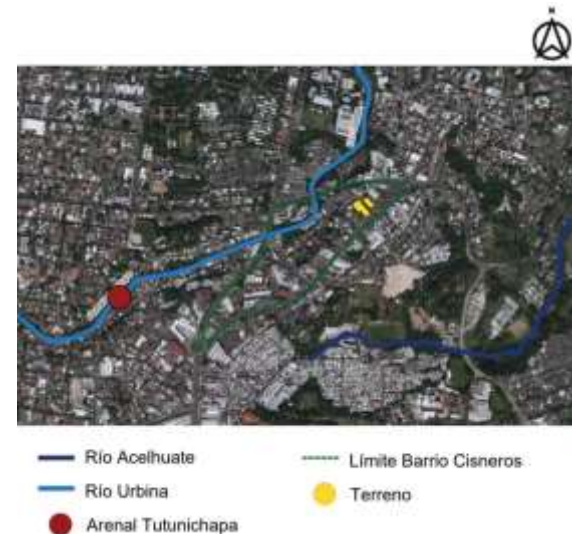 N
Río Acelhuate
Límite Barrio Cisneros
Río Urbina
Terreno
Arenal Tutunichapa